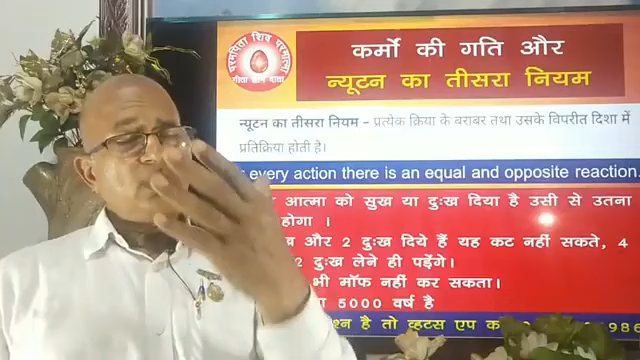 परमपिता शिव परमात्मा
गीता ज्ञान दाता
कर्मो की गति और
न्यूटन का तीसरा नियम
न्यूटन का तीसरा नियम – प्रत्येक क्रिया के बराबर तथा उसके विपरीत दिशा में
प्रतिक्रिया होती है।
every action there is an equal and opposite reaction.
आत्मा को सुख या दुःख दिया है उसी से उतना
होगा ।
और 2 दुःख दिये हैं यह कट नहीं सकते, 4
2 दुःख लेने ही पड़ेंगे।
भी मॉफ नहीं कर सकता।
5000 वर्ष है
है तो व्हटस एप
986